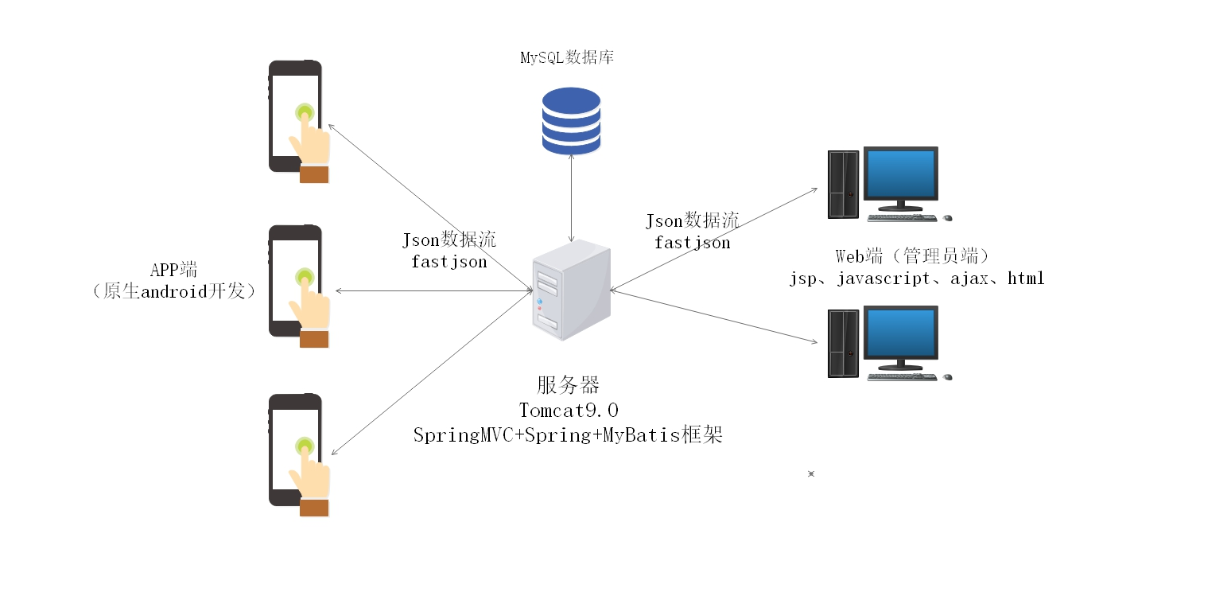 MySQL数据库
Json数据流
fastjson
Json数据流
fastjson
APP端
（原生android开发）
Web端（管理员端）
jsp、javascript、ajax、html
服务器
Tomcat9.0
SpringMVC+Spring+MyBatis框架